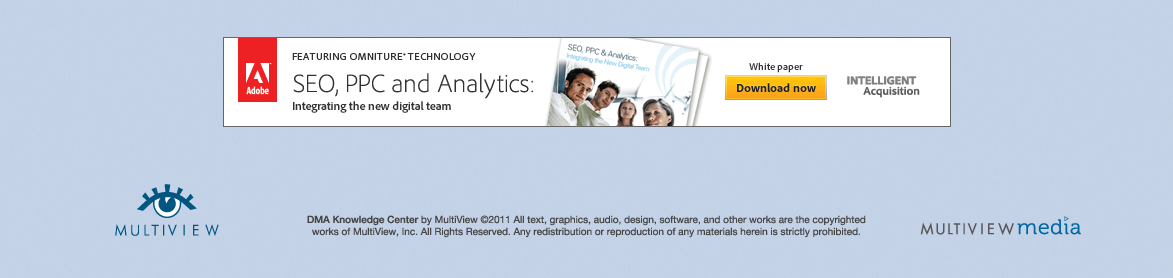 Adobe
FEATURING OMNITURE® TECHNOLOGY
SEO, PPC and Analytics:
Integrating the new digital team
SEO, PPC & Analytics:
Integrating the New Digital Team
White paper
Download now
INTELLIGENT
Acquisition
MULTIVIEW
DMA Knowledge Center by MultiView ©2011 All text, graphics, audio, design, software, and other works are the copyrighted
works of MultiView, Inc. All Rights Reserved. Any redistribution or reproduction of any materials herein is strictly prohibited.
MULTIVIEWmedia